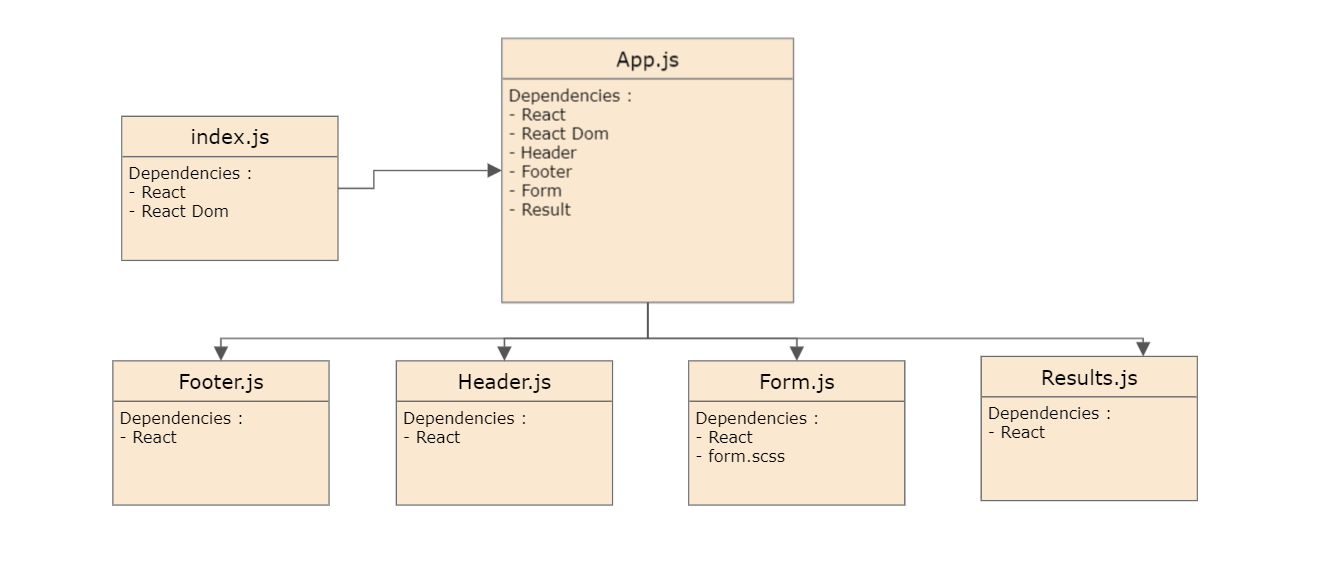 App.js
Dependencies :
- React
- React Dom
- Header
- Footer
- Form
- Result
index.js
Dependencies :
- React
- React Dom
Footer.js
Dependencies :
- React
Header.js
Dependencies :
- React
Form.js
Dependencies :
- React
- form.scss
Results.js
Dependencies :
- React